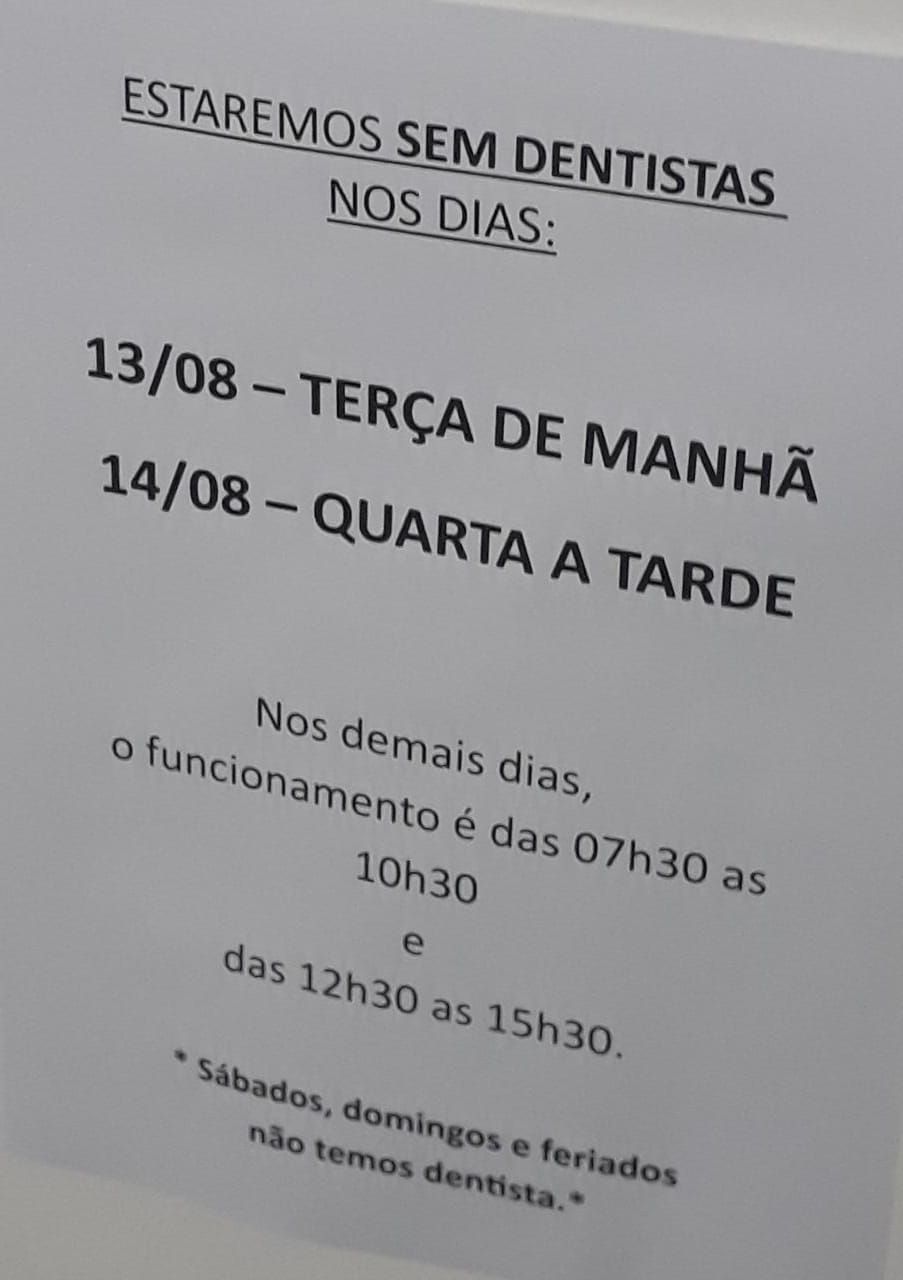 ESTAREMOS SEM DENTISTAS
NOS DIAS:
13/08 – TERÇA DE MANHÃ
14/08 – QUARTA A TARDE
Nos demais dias,
o funcionamento é das 07h30 as
10h30
e
das 12h30 as 15h30.
* Sábados, domingos e feriados
não temos dentista.*